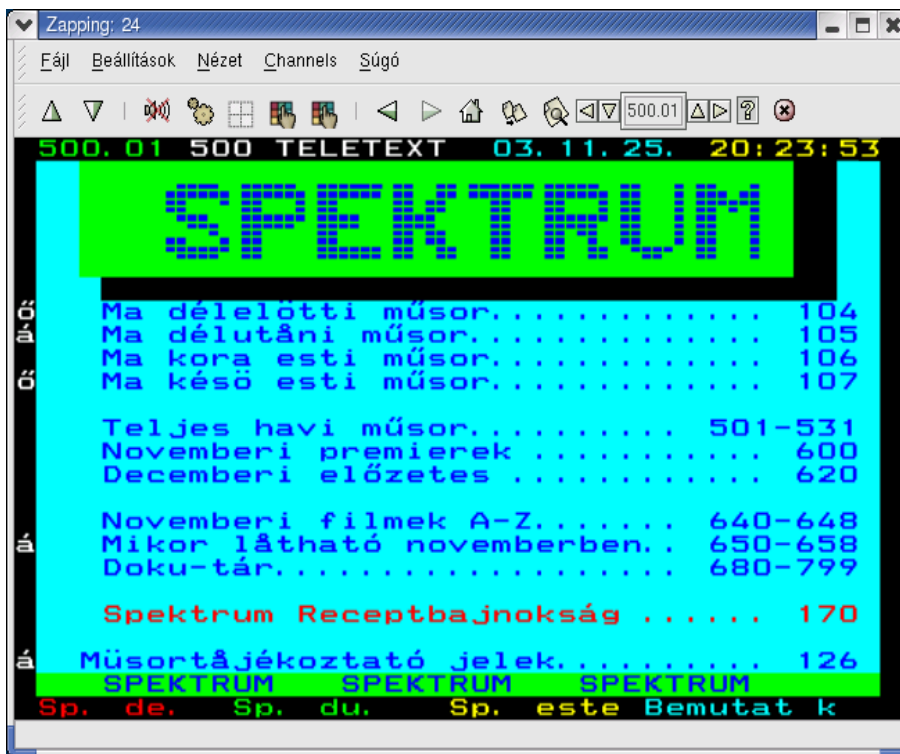 Zapping: 24
Fájl Beállítások Nézet Channels Súgó
500.01
500.01 500 TELETEXT 03.11.25. 20:23:53
SPEKTRUM
ő Ma délelötti műsor............. 104
á Ma délutåni műsor.............. 105
Ma kora esti műsor............. 106
ő Ma késö esti műsor............. 107
Teljes havi műsor.......... 501-531
Novemberi premierek ........... 600
Decemberi előzetes ............ 620
Novemberi filmek A-Z....... 640-648
á Mikor låtható novemberben.. 650-658
Doku-tár................... 680-799
Spektrum Receptbajnokság ...... 170
á Müsortåjékoztató jelek.......... 126
SPEKTRUM SPEKTRUM SPEKTRUM
Sp. de. Sp. du. Sp. este Bemutat k